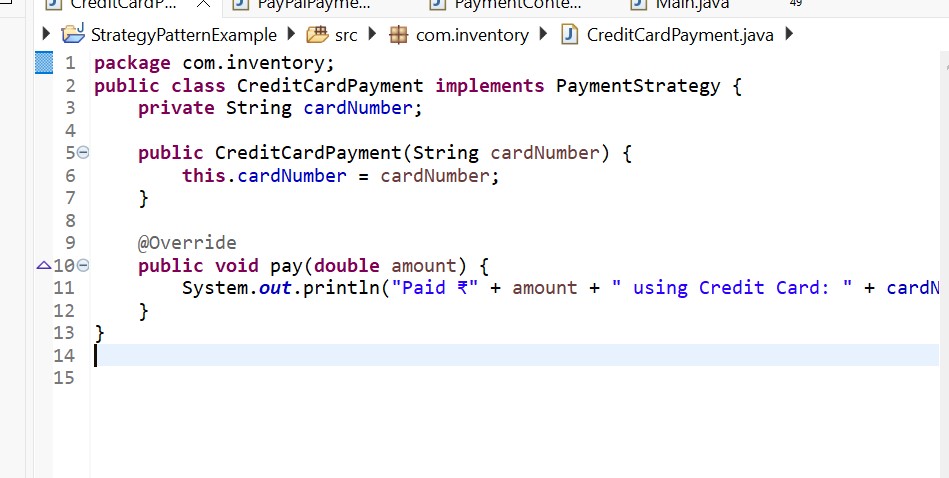 CreditCardP... PayPalPayme... PaymentConte... Main.java 49
StrategyPatternExample src com.inventory CreditCardPayment.java
1 package com.inventory;
2 public class CreditCardPayment implements PaymentStrategy {
3 private String cardNumber;
4
5 public CreditCardPayment(String cardNumber) {
6 this.cardNumber = cardNumber;
7 }
8
9 @Override
10 public void pay(double amount) {
11 System.out.println("Paid ₹" + amount + " using Credit Card: " + cardN
12 }
13 }
14
15